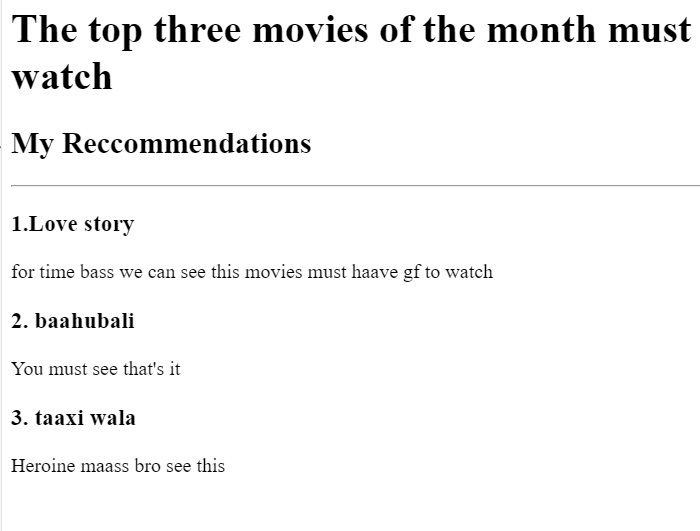 The top three movies of the month must
watch
My Reccommendations
1.Love story
for time bass we can see this movies must haave gf to watch
2. baahubali
You must see that's it
3. taaxi wala
Heroine maass bro see this